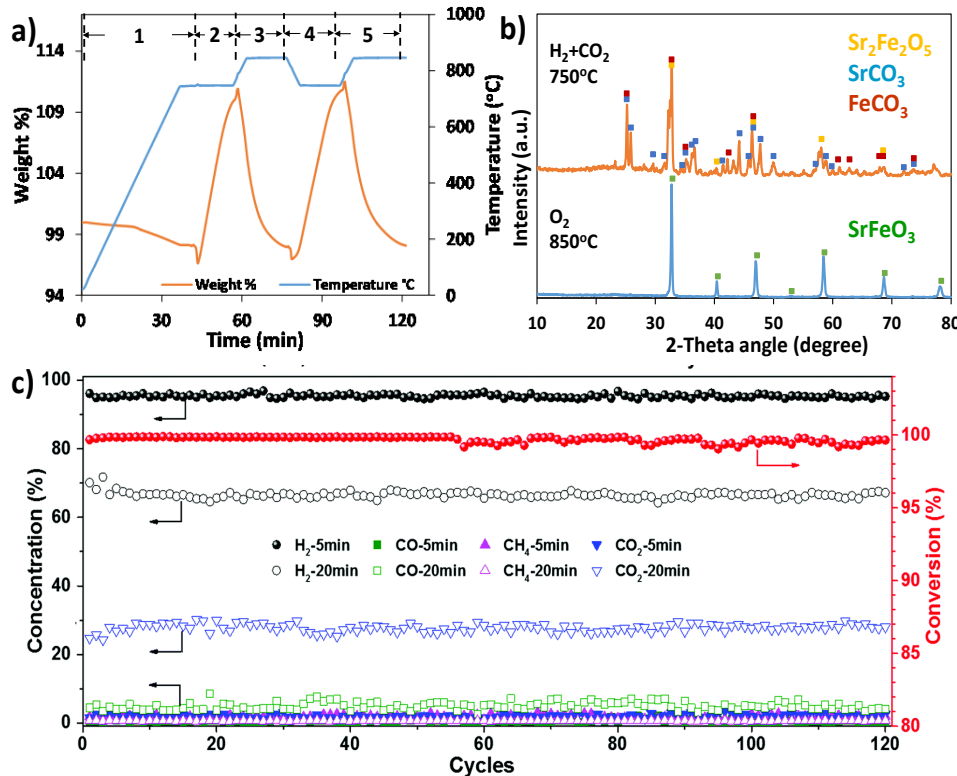 a)
1 2 3 4 5
114
109
104
99
94
Weight %
1000
800
600
400
200
0
Temperature (°C)
Weight %
Temperature °C
0 30 60 90 120
Time (min)
b)
H2+CO2
750°C
Sr2Fe2O5
SrCO3
FeCO3
O2
850°C
SrFeO3
Intensity (a.u.)
10 20 30 40 50 60 70 80
2-Theta angle (degree)
c)
100
80
60
40
20
0
Concentration (%)
H2-5min CO-5min CH4-5min CO2-5min
H2-20min CO-20min CH4-20min CO2-20min
100
95
90
85
80
Conversion (%)
0 20 40 60 80 100 120
Cycles